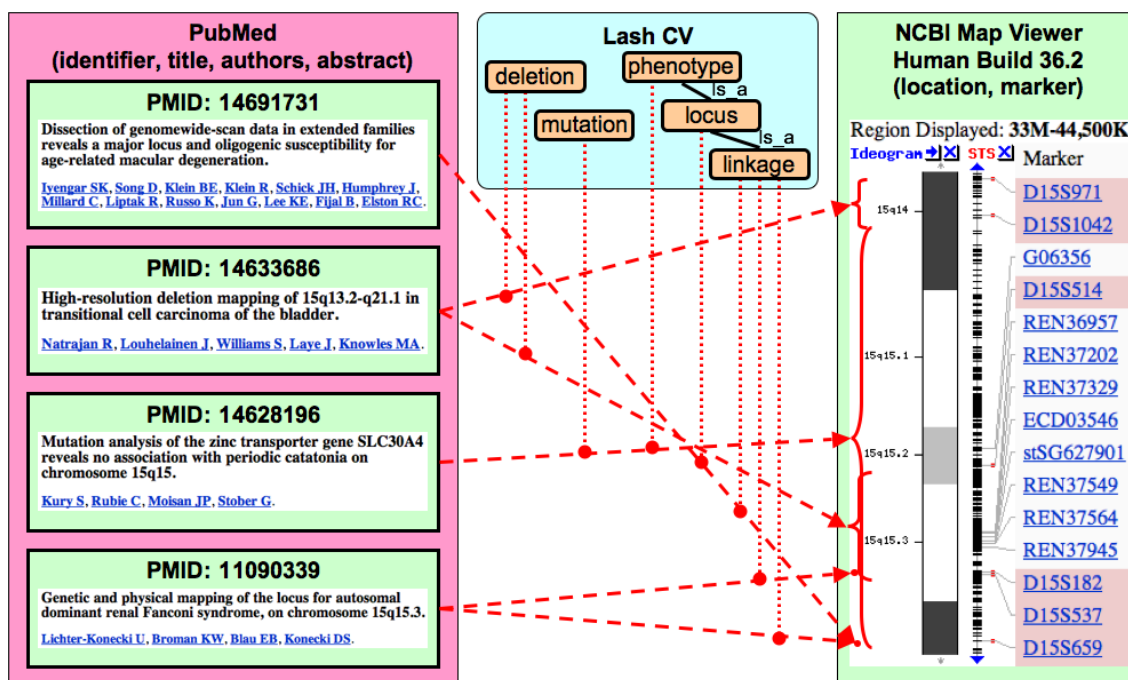 PubMed
(identifier, title, authors, abstract)
PMID: 14691731
Dissection of genomewide-scan data in extended families
reveals a major locus and oligogenic susceptibility for
age-related macular degeneration.
Iyengar SK, Song D, Klein BE, Klein R, Schick JH, Humphrey J,
Millard C, Liptak R, Russo K, Jun G, Lee KE, Fijal B, Elston RC.
PMID: 14633686
High-resolution deletion mapping of 15q13.2-q21.1 in
transitional cell carcinoma of the bladder.
Natrajan R, Louhelainen J, Williams S, Laye J, Knowles MA.
PMID: 14628196
Mutation analysis of the zinc transporter gene SLC30A4
reveals no association with periodic catatonia on
chromosome 15q15.
Kury S, Rubie C, Moisan JP, Stober G.
PMID: 11090339
Genetic and physical mapping of the locus for autosomal
dominant renal Fanconi syndrome, on chromosome 15q15.3.
Lichter-Konecki U, Broman KW, Blau EB, Konecki DS.
Lash CV
deletion
phenotype
Is_a
mutation
locus
Is_a
linkage
NCBI Map Viewer
Human Build 36.2
(location, marker)
Region Displayed: 33M-44,500K
Ideogram STS Marker
15q14
15q15.1
15q15.2
15q15.3
D15S971
D15S1042
G06356
D15S514
REN36957
REN37202
REN37329
ECD03546
stSG627901
REN37549
REN37564
REN37945
D15S182
D15S537
D15S659